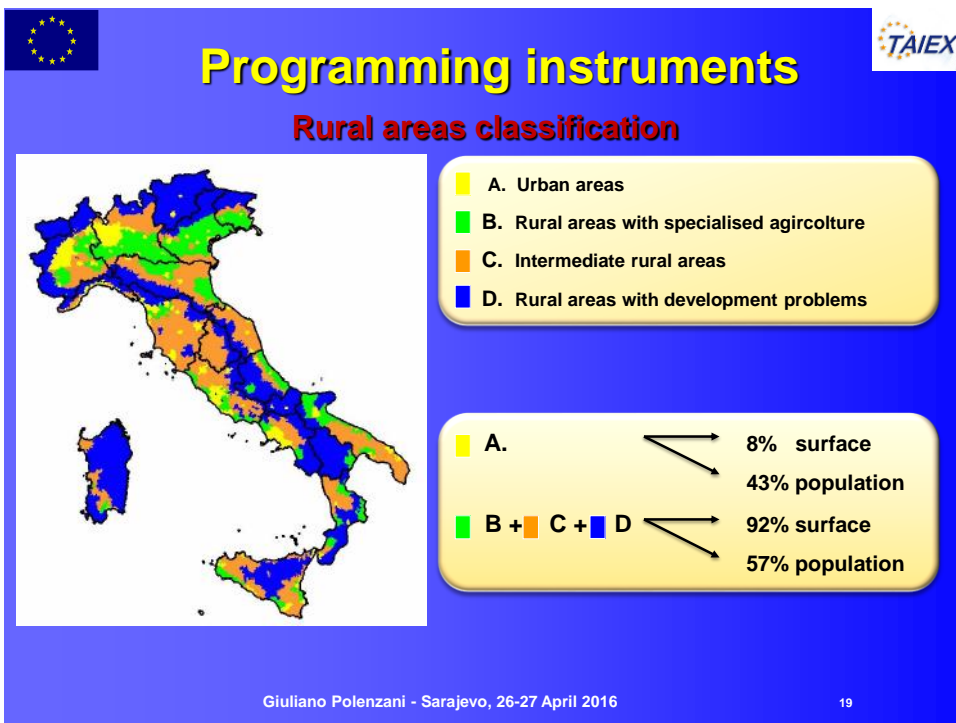 TAIEX
Programming instruments
Rural areas classification
A. Urban areas
B. Rural areas with specialised agircolture
C. Intermediate rural areas
D. Rural areas with development problems
A. 8% surface
43% population
B + C + D 92% surface
57% population
Giuliano Polenzani - Sarajevo, 26-27 April 2016 19